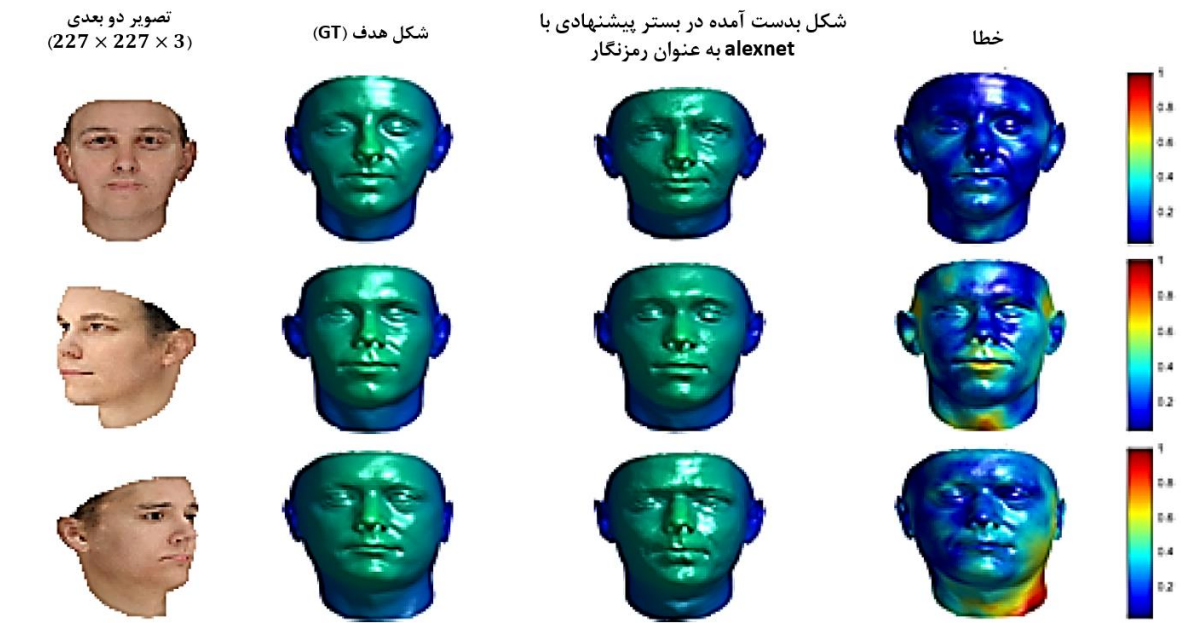 تصویر دو بعدی
(227 × 227 × 3)
شکل هدف (GT)
شکل بدست آمده در بستر پیشنهادی با
alexnet به عنوان رمزنگار
خطا
1
0.8
0.6
0.4
0.2
1
0.8
0.6
0.4
0.2
1
0.8
0.6
0.4
0.2